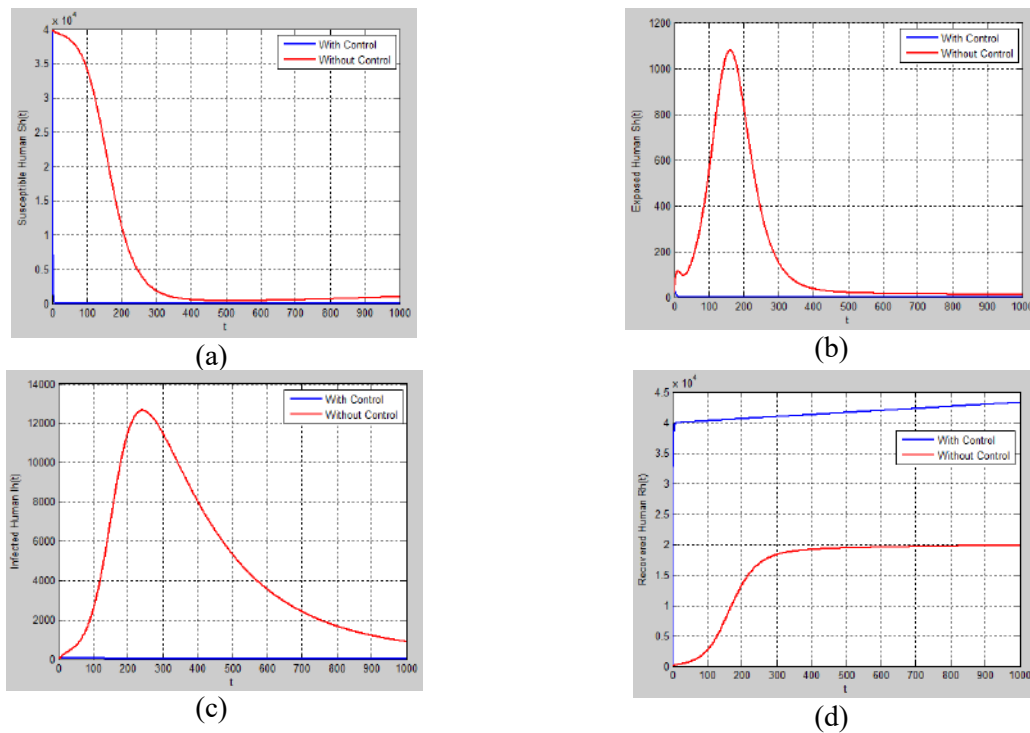 × 10⁴
4
3.5
3
2.5
2
1.5
1
0.5
0
Susceptible Human Sh(t)
With Control
Without Control
0 100 200 300 400 500 600 700 800 900 1000
t
(a)
1200
1000
800
600
400
200
0
Exposed Human Sh(t)
With Control
Without Control
0 100 200 300 400 500 600 700 800 900 1000
t
(b)
14000
12000
10000
8000
6000
4000
2000
0
Infected Human Ih(t)
With Control
Without Control
0 100 200 300 400 500 600 700 800 900 1000
t
(c)
× 10⁴
4.5
4
3.5
3
2.5
2
1.5
1
0.5
0
Recovered Human Rh(t)
With Control
Without Control
0 100 200 300 400 500 600 700 800 900 1000
t
(d)